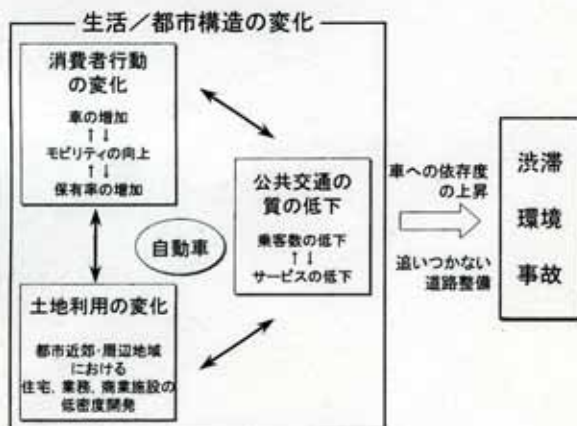 生活／都市構造の変化
消費者行動
の変化
車の増加
↑↓
モビリティの向上
↑↓
保有率の増加
自動車
公共交通の
質の低下
乗客数の低下
↑↓
サービスの低下
土地利用の変化
都市近郊・周辺地域
における
住宅、業務、商業施設の
低密度開発
車への依存度
の上昇
追いつかない
道路整備
渋滞
環境
事故